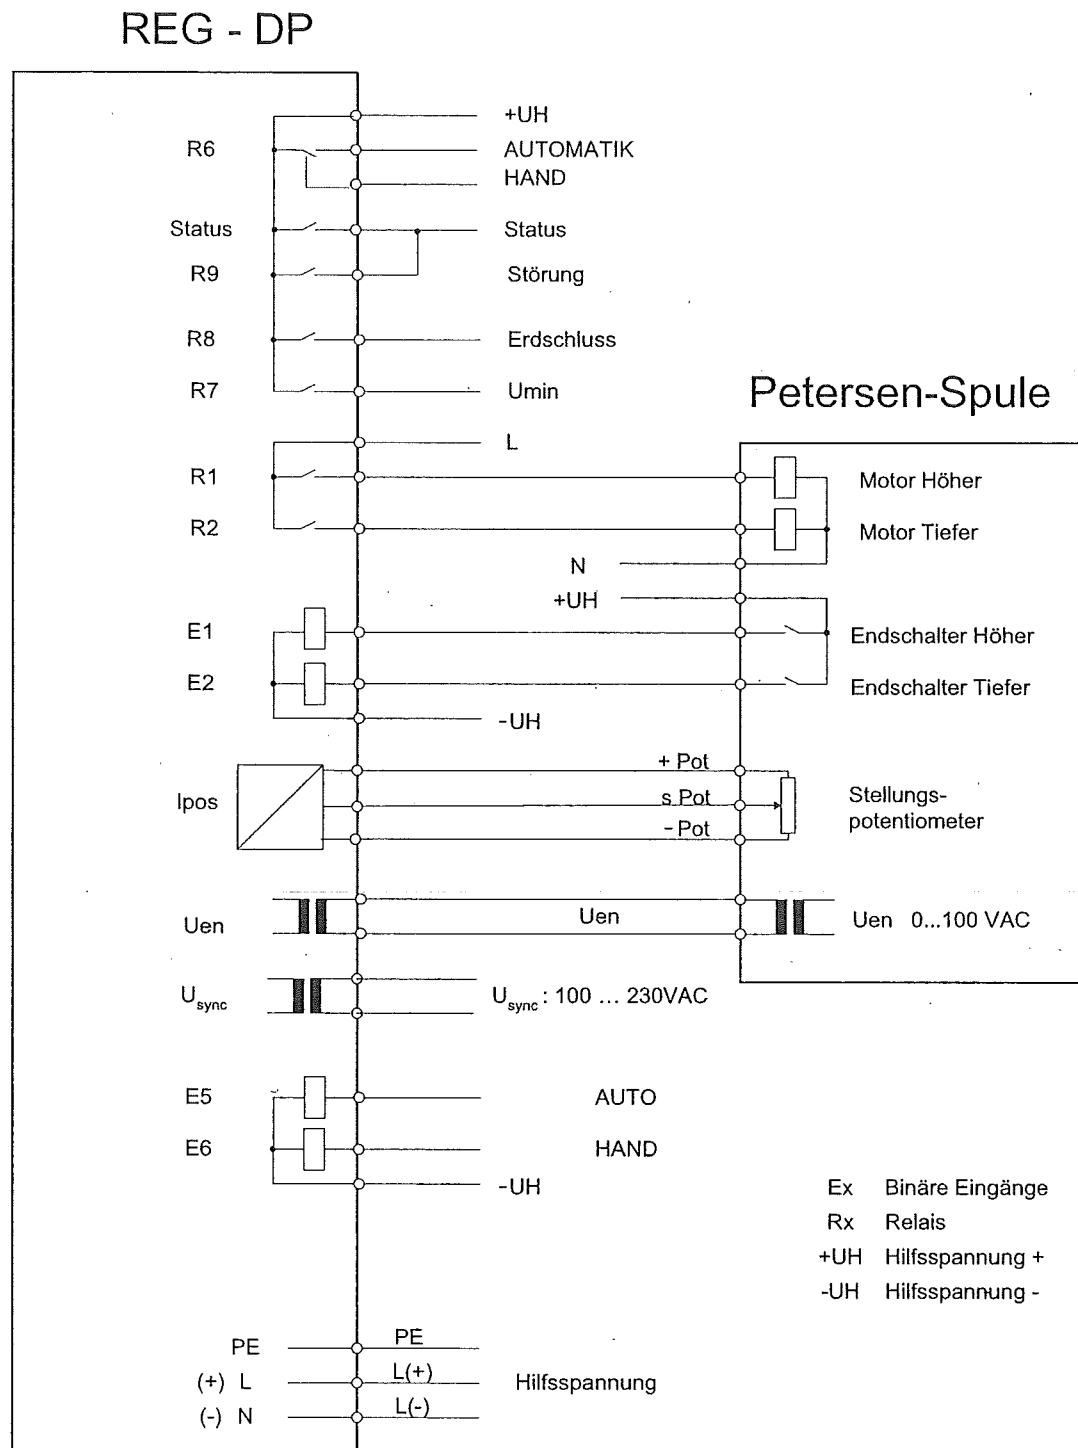 REG - DP
+UH
R6 AUTOMATIK
HAND
Status Status
R9 Störung
R8 Erdschluss
R7 Umin
Petersen-Spule
L
R1 Motor Höher
R2 Motor Tiefer
N
+UH
E1 Endschalter Höher
E2 Endschalter Tiefer
-UH
+ Pot
Ipos s Pot Stellungs-
potentiometer
- Pot
Uen Uen Uen 0...100 VAC
Usync Usync : 100 ... 230VAC
E5 AUTO
E6 HAND
-UH
Ex Binäre Eingänge
Rx Relais
+UH Hilfsspannung +
-UH Hilfsspannung -
PE PE
(+) L L(+) Hilfsspannung
(-) N L(-)